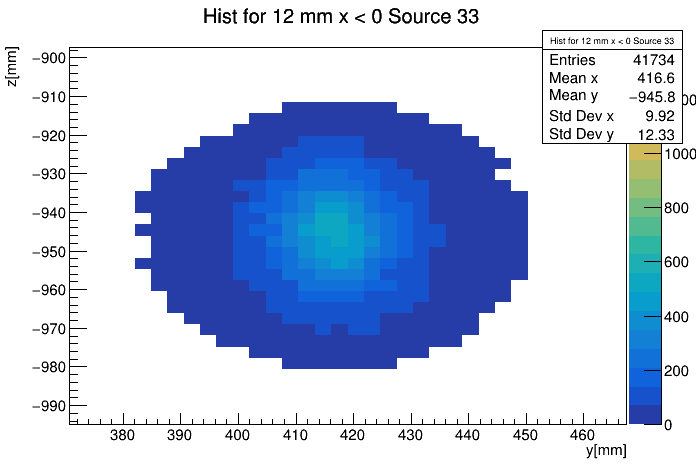 Hist for 12 mm x < 0 Source 33
Hist for 12 mm x < 0 Source 33
Entries 41734
Mean x 416.6
Mean y −945.8
Std Dev x 9.92
Std Dev y 12.33
z[mm]
−900
−910
−920
−930
−940
−950
−960
−970
−980
−990
1000
800
600
400
200
0
380 390 400 410 420 430 440 450 460
y[mm]